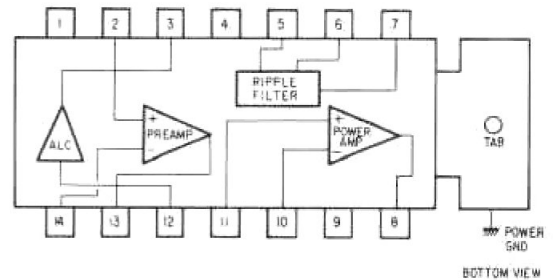 1 2 3 4 5 6 7
RIPPLE
FILTER
+
PREAMP
-
+
POWER
AMP
-
ALC
TAB
14 13 12 11 10 9 8
POWER
GND
BOTTOM VIEW